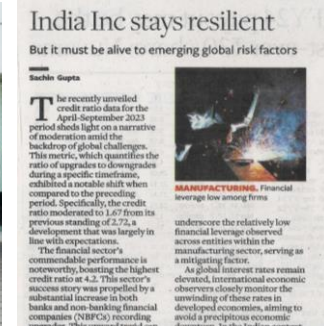 India Inc stays resilient
But it must be alive to emerging global risk factors
Sachin Gupta
The recently unveiled
credit ratio data for the
April-September 2023
period sheds light on a narrative
of moderation amid the
backdrop of global challenges.
This metric, which quantifies the
ratio of upgrades to downgrades
during a specific timeframe,
exhibited a notable shift when
compared to the preceding
period. Specifically, the credit
ratio moderated to 1.67 from its
previous standing of 2.72, a
development that was largely in
line with expectations.
The financial sector's
commendable performance is
noteworthy, boasting the highest
credit ratio at 4.2. This sector's
success story was propelled by a
substantial increase in both
banks and non-banking financial
companies (NBFCs) recording
MANUFACTURING. Financial
leverage low among firms
underscore the relatively low
financial leverage observed
across entities within the
manufacturing sector, serving as
a mitigating factor.
As global interest rates remain
elevated, international economic
observers closely monitor the
unwinding of these rates in
developed economies, aiming to
avoid a precipitous economic